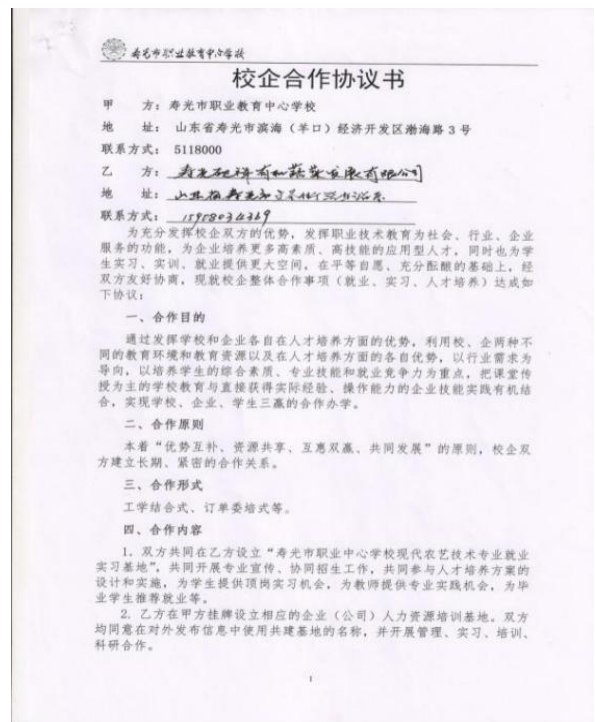 寿光市职业教育中心学校
校企合作协议书
甲 方：寿光市职业教育中心学校
地 址：山东省寿光市滨海（羊口）经济开发区渤海路 3 号
联系方式：5118000
乙 方：寿光 有机蔬菜发展有限公司
地 址：山东省寿光市
联系方式：
为充分发挥校企双方的优势，发挥职业技术教育为社会、行业、企业
服务的功能，为企业培养更多高素质、高技能的应用型人才，同时也为学
生实习、实训、就业提供更大空间，在平等自愿、充分酝酿的基础上，经
双方友好协商，现就校企整体合作事项（就业、实习、人才培养）达成如
下协议：
一、合作目的
通过发挥学校和企业各自在人才培养方面的优势，利用校、企两种不
同的教育环境和教育资源以及在人才培养方面的各自优势，以行业需求为
导向，以培养学生的综合素质、专业技能和就业竞争力为重点，把课堂传
授为主的学校教育与直接获得实际经验、操作能力的企业技能实践有机结
合，实现学校、企业、学生三赢的合作办学。
二、合作原则
本着“优势互补、资源共享、互惠双赢、共同发展”的原则，校企双
方建立长期、紧密的合作关系。
三、合作形式
工学结合式、订单委培式等。
四、合作内容
1. 双方共同在乙方设立“寿光市职业中心学校现代农艺技术专业就业
实习基地”，共同开展专业宣传、协同招生工作，共同参与人才培养方案的
设计和实施，为学生提供顶岗实习机会，为教师提供专业实践机会，为毕
业学生推荐就业等。
2. 乙方在甲方挂牌设立相应的企业（公司）人力资源培训基地。双方
均同意在对外发布信息中使用共建基地的名称，并开展管理、实习、培训、
科研合作。
1